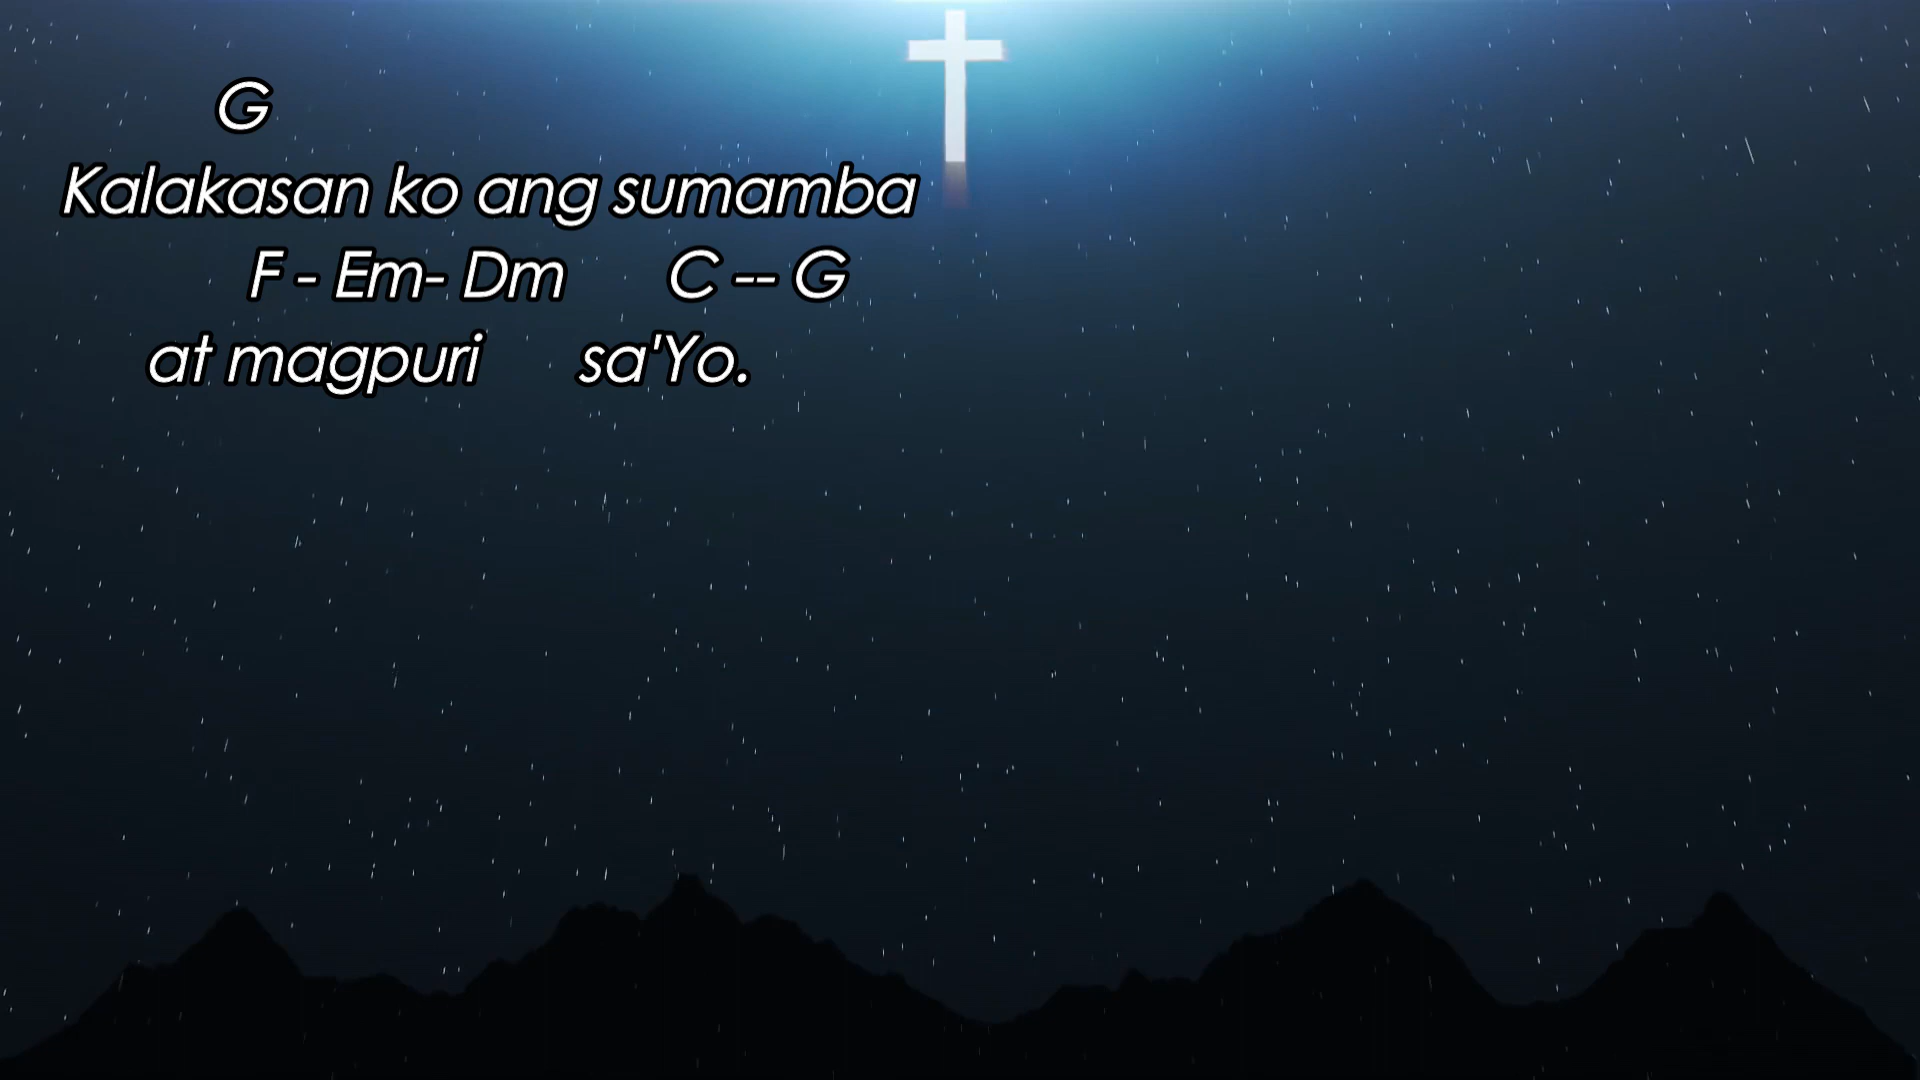 G
Kalakasan ko ang sumamba
F - Em- Dm C -- G
at magpuri sa'Yo.